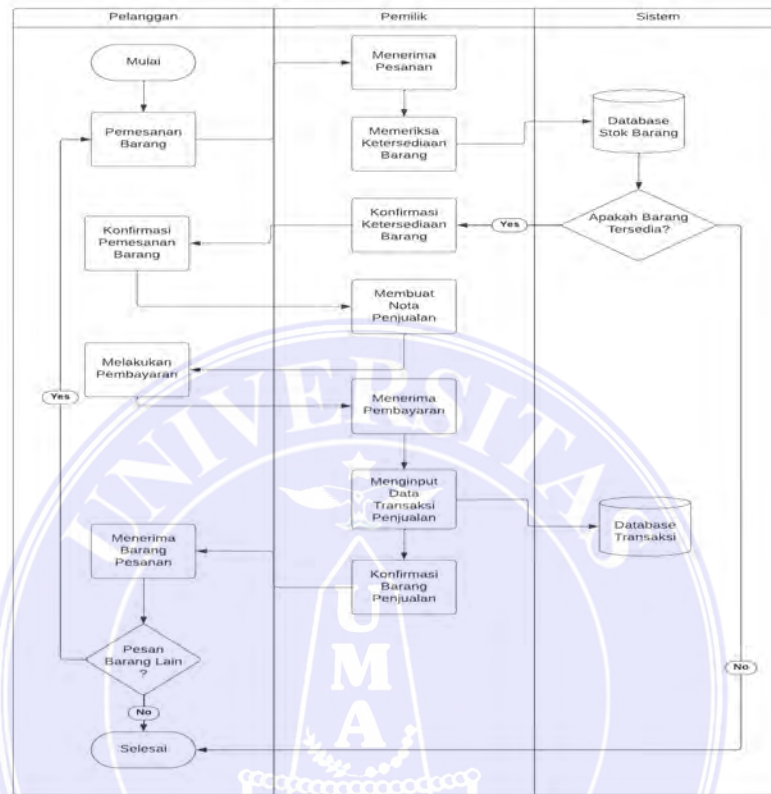 Pelanggan
Pemilik
Sistem
Mulai
Menerima
Pesanan
Pemesanan
Barang
Memeriksa
Ketersediaan
Barang
Database
Stok Barang
Konfirmasi
Pemesanan
Barang
Konfirmasi
Ketersediaan
Barang
Yes
Apakah Barang
Tersedia?
Membuat
Nota
Penjualan
Melakukan
Pembayaran
Yes
Menerima
Pembayaran
Menginput
Data
Transaksi
Penjualan
Database
Transaksi
Menerima
Barang
Pesanan
Konfirmasi
Barang
Penjualan
Pesan
Barang Lain
?
No
No
Selesai
UNIVERSITAS
UMA